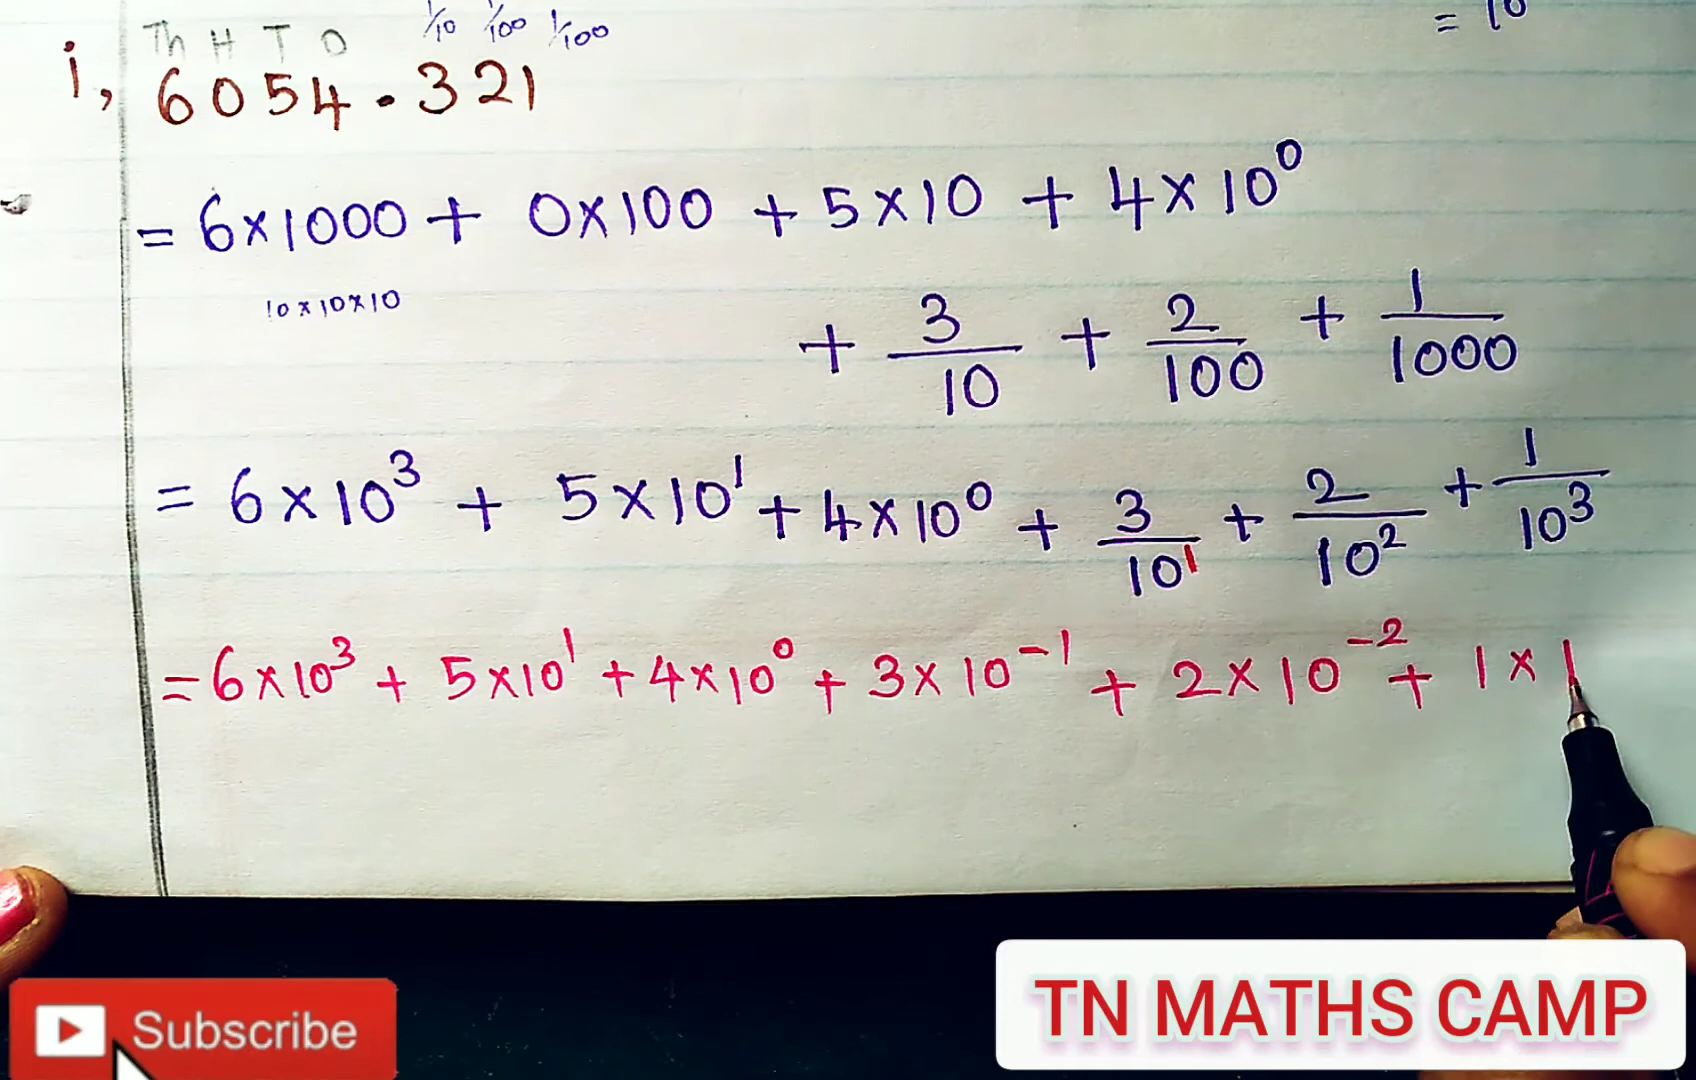 = 10
Th H T O 1/10 1/100 1/100
i, 6054.321
= 6×1000 + 0×100 + 5×10 + 4×10⁰
10×10×10
+ 3/10 + 2/100 + 1/1000
= 6×10³ + 5×10¹ + 4×10⁰ + 3/10¹ + 2/10² + 1/10³
= 6×10³ + 5×10¹ + 4×10⁰ + 3×10⁻¹ + 2×10⁻² + 1×1
Subscribe
TN MATHS CAMP